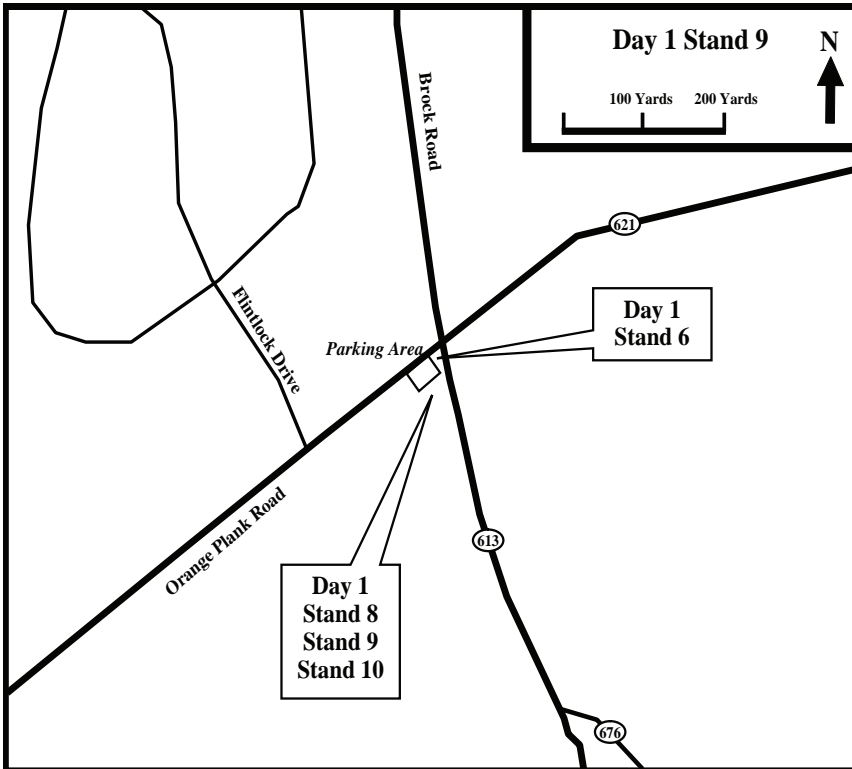 Day 1 Stand 9
N
100 Yards 200 Yards
Brock Road
621
Day 1
Stand 6
Flintlock Drive
Parking Area
Orange Plank Road
613
Day 1
Stand 8
Stand 9
Stand 10
676